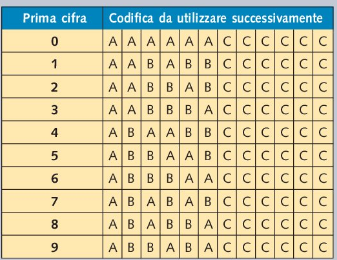 Prima cifra Codifica da utilizzare successivamente
0 A A A A A A C C C C C C
1 A A B A B B C C C C C C
2 A A B B A B C C C C C C
3 A A B B B A C C C C C C
4 A B A A B B C C C C C C
5 A B B A A B C C C C C C
6 A B B B A A C C C C C C
7 A B A B A B C C C C C C
8 A B A B B A C C C C C C
9 A B B A B A C C C C C C